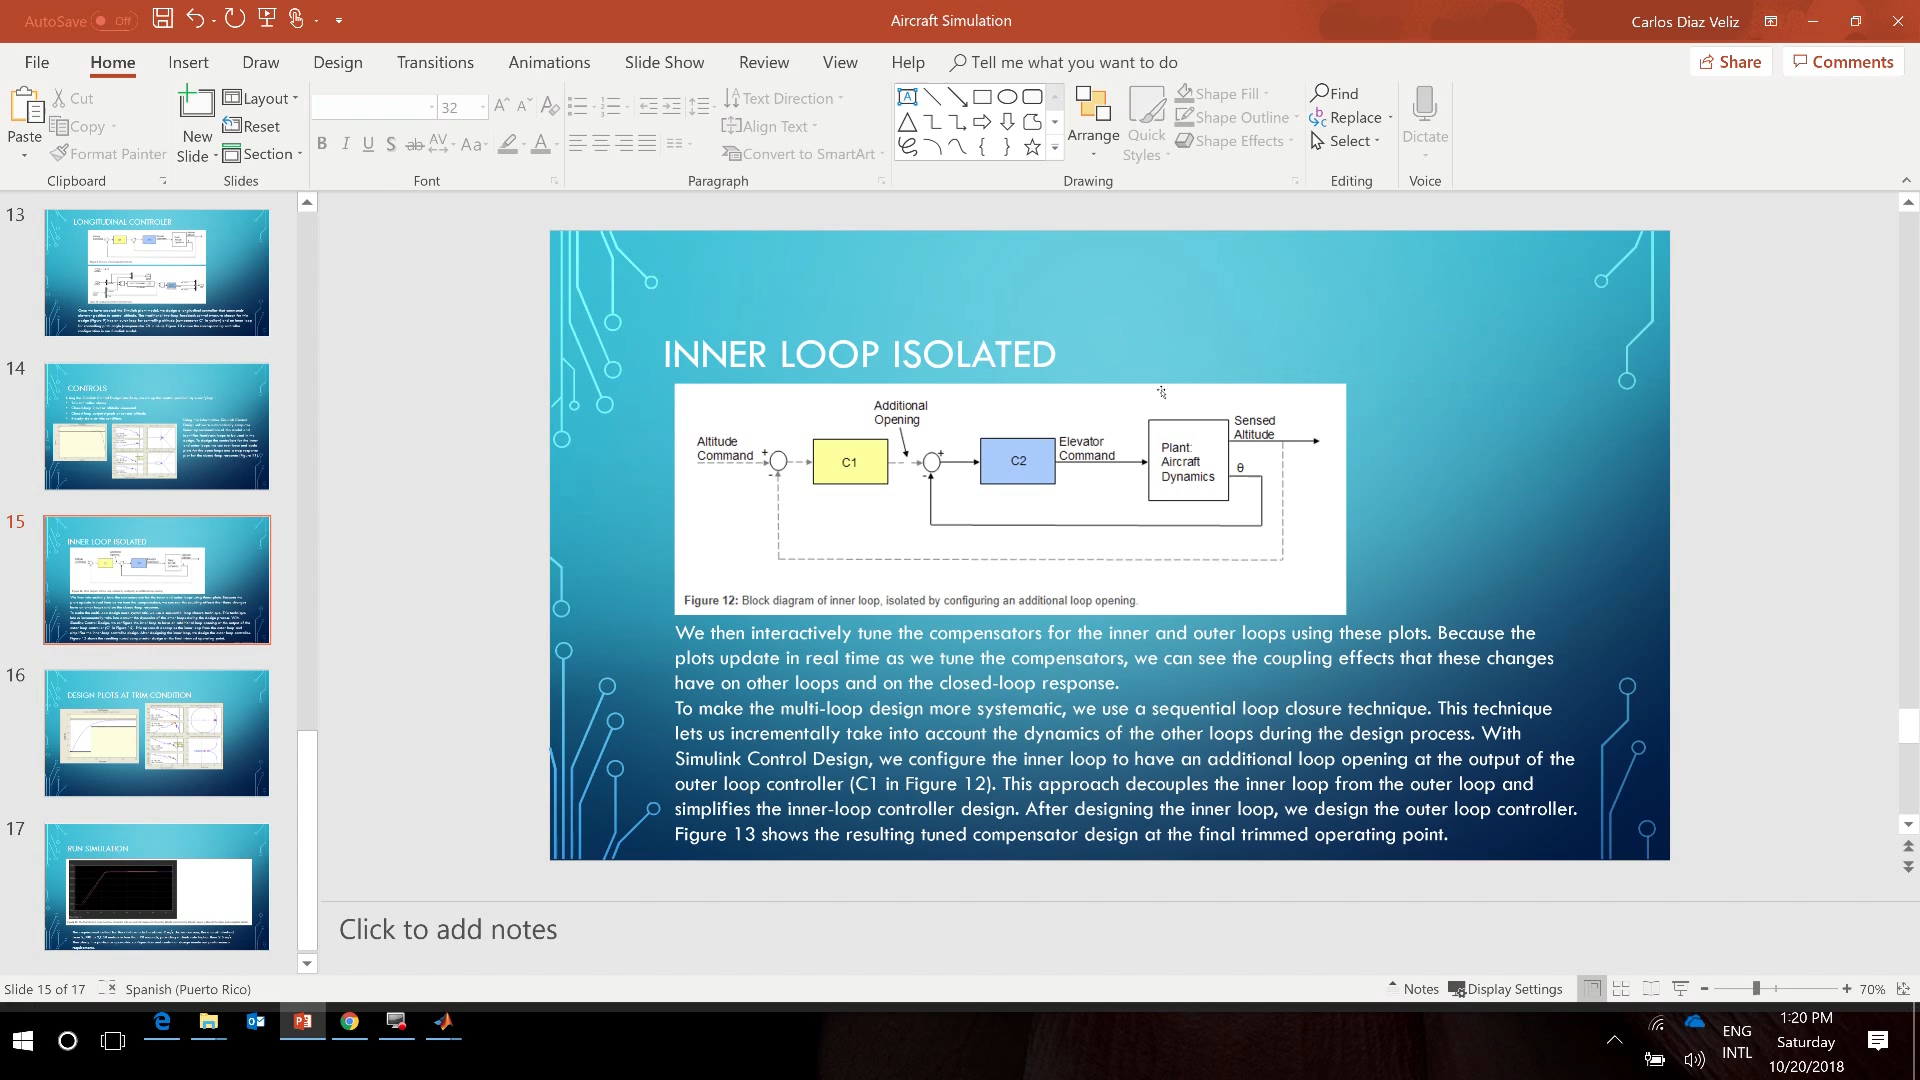 AutoSave Off
Aircraft Simulation
Carlos Diaz Veliz
File Home Insert Draw Design Transitions Animations Slide Show Review View Help Tell me what you want to do
Share Comments
Paste
Cut
Copy
Format Painter
Clipboard
New Slide
Layout
Reset
Section
Slides
32
Font
Text Direction
Align Text
Convert to SmartArt
Paragraph
Arrange
Quick Styles
Shape Fill
Shape Outline
Shape Effects
Drawing
Find
Replace
Select
Editing
Dictate
Voice
13
LONGITUDINAL CONTROLER
14
CONTROLS
15
INNER LOOP ISOLATED
16
DESIGN PLOTS AT TRIM CONDITION
17
RUN SIMULATION
INNER LOOP ISOLATED
Altitude Command
+
-
C1
Additional Opening
+
-
C2
Elevator Command
Plant: Aircraft Dynamics
Sensed Altitude
θ
Figure 12: Block diagram of inner loop, isolated by configuring an additional loop opening.
We then interactively tune the compensators for the inner and outer loops using these plots. Because the
plots update in real time as we tune the compensators, we can see the coupling effects that these changes
have on other loops and on the closed-loop response.
To make the multi-loop design more systematic, we use a sequential loop closure technique. This technique
lets us incrementally take into account the dynamics of the other loops during the design process. With
Simulink Control Design, we configure the inner loop to have an additional loop opening at the output of the
outer loop controller (C1 in Figure 12). This approach decouples the inner loop from the outer loop and
simplifies the inner-loop controller design. After designing the inner loop, we design the outer loop controller.
Figure 13 shows the resulting tuned compensator design at the final trimmed operating point.
Click to add notes
Slide 15 of 17 Spanish (Puerto Rico)
Notes Display Settings 70%
ENG
INTL
1:20 PM
Saturday
10/20/2018